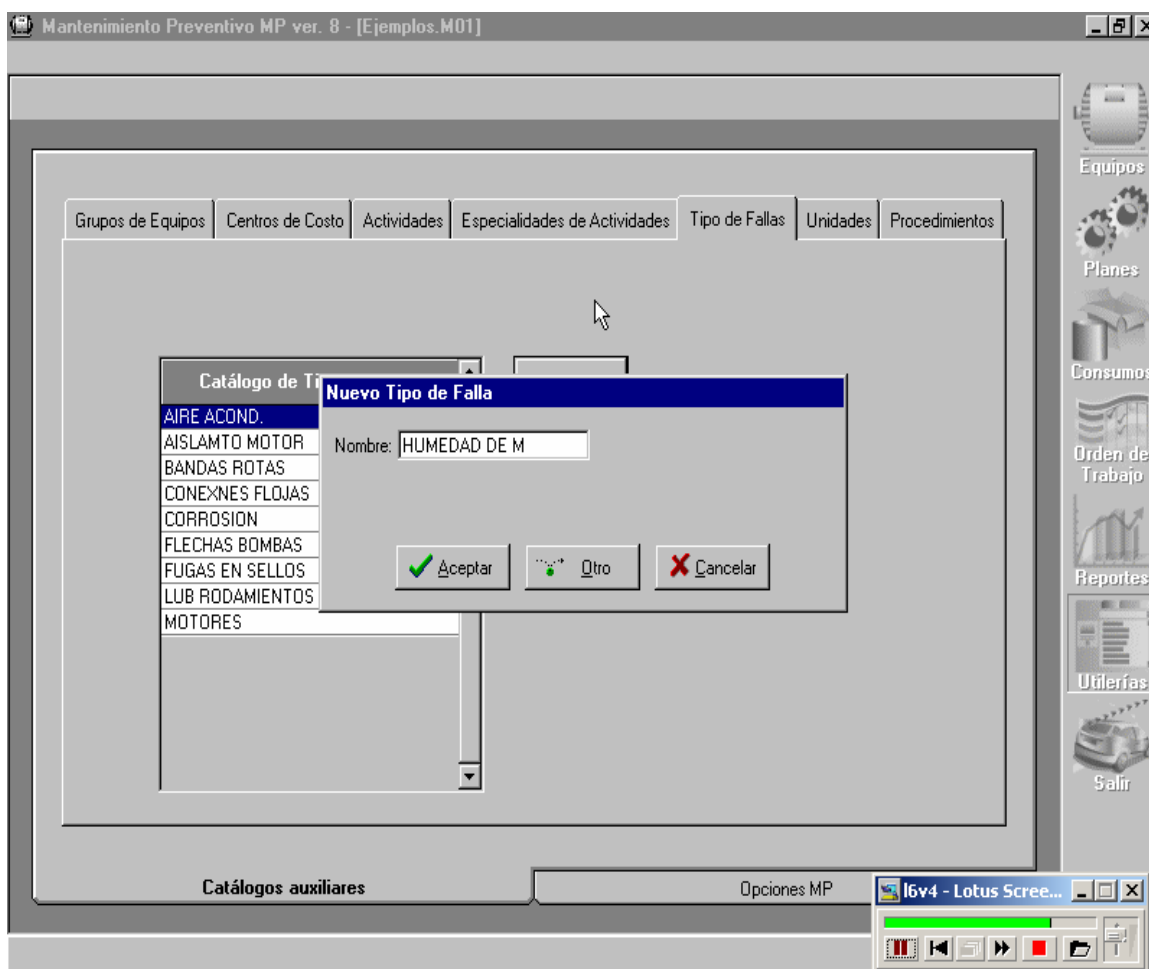 Mantenimiento Preventivo MP ver. 8 - [Ejemplos.M01]
Equipos
Planes
Consumos
Orden de
Trabajo
Reportes
Utilerías
Salir
Grupos de Equipos
Centros de Costo
Actividades
Especialidades de Actividades
Tipo de Fallas
Unidades
Procedimientos
Catálogo de Ti
AIRE ACOND.
AISLAMTO MOTOR
BANDAS ROTAS
CONEXNES FLOJAS
CORROSION
FLECHAS BOMBAS
FUGAS EN SELLOS
LUB RODAMIENTOS
MOTORES
Nuevo Tipo de Falla
Nombre: HUMEDAD DE M
Aceptar
Otro
Cancelar
Catálogos auxiliares
Opciones MP
l6v4 - Lotus Scree...